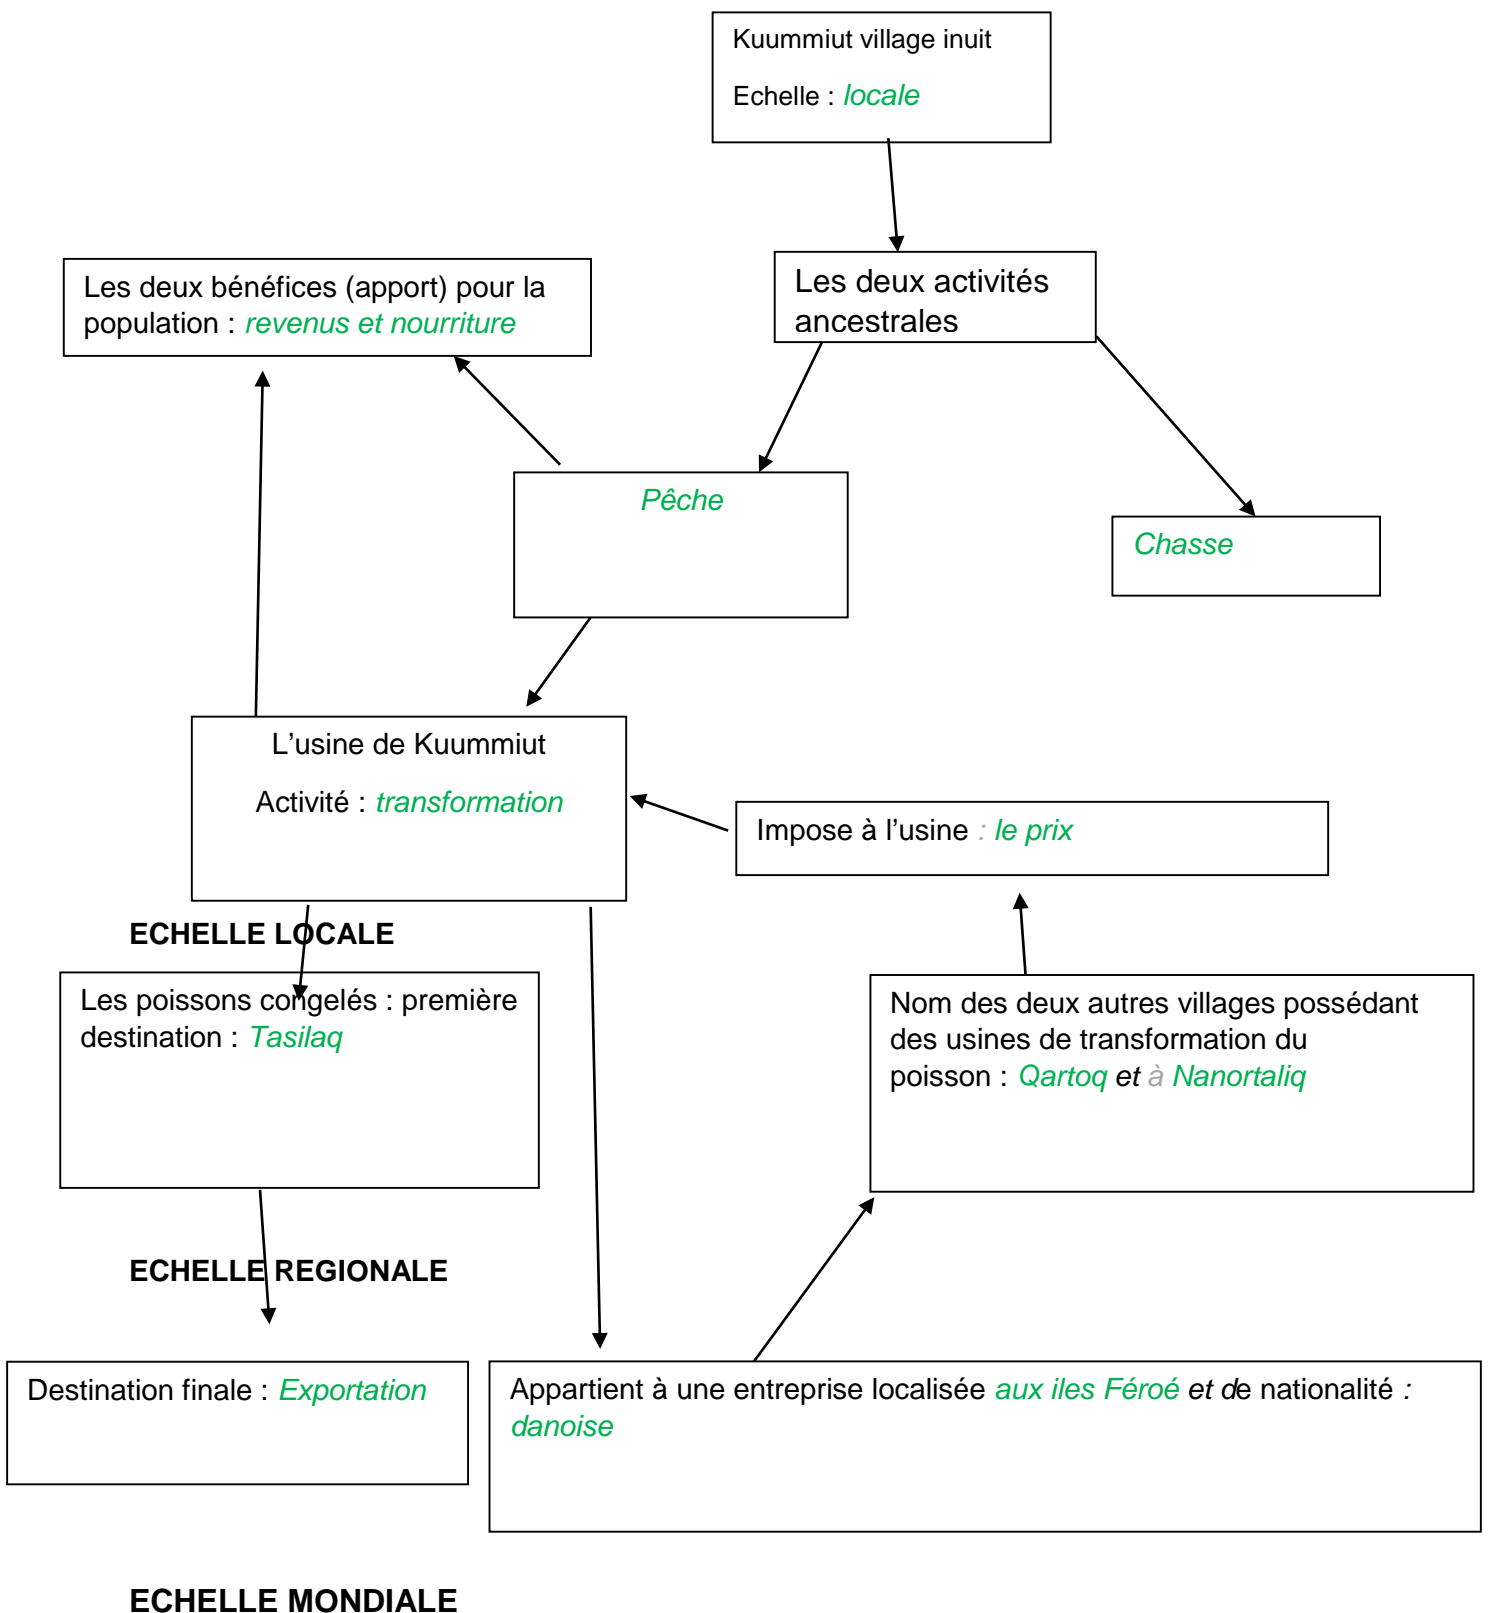 Kuummiut village inuit
Echelle : locale
Les deux bénéfices (apport) pour la
population : revenus et nourriture
Les deux activités
ancestrales
Pêche
Chasse
L’usine de Kuummiut
Activité : transformation
Impose à l’usine : le prix
ECHELLE LOCALE
Les poissons congelés : première
destination : Tasilaq
Nom des deux autres villages possédant
des usines de transformation du
poisson : Qartoq et à Nanortaliq
ECHELLE REGIONALE
Destination finale : Exportation
Appartient à une entreprise localisée aux iles Féroé et de nationalité :
danoise
ECHELLE MONDIALE